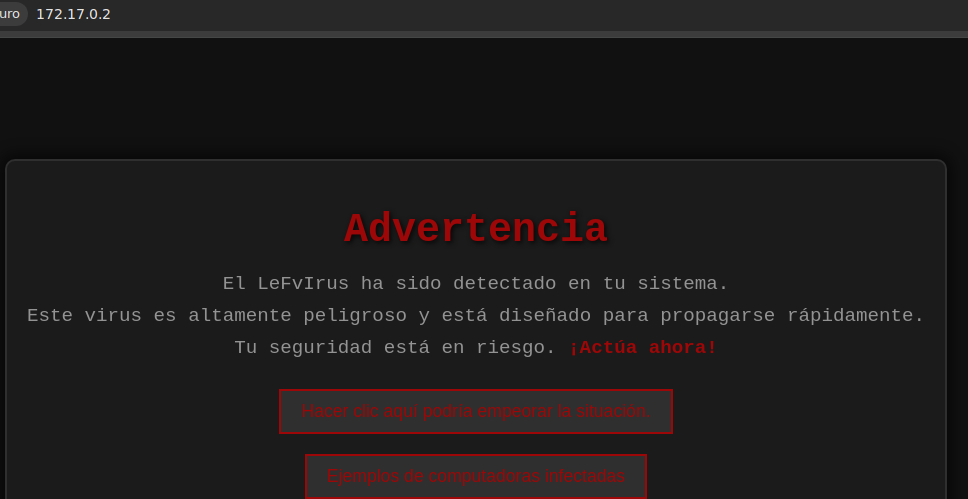 uro 172.17.0.2
Advertencia
El LeFvIrus ha sido detectado en tu sistema.
Este virus es altamente peligroso y está diseñado para propagarse rápidamente.
Tu seguridad está en riesgo. ¡Actúa ahora!
Hacer clic aquí podría empeorar la situación.
Ejemplos de computadoras infectadas